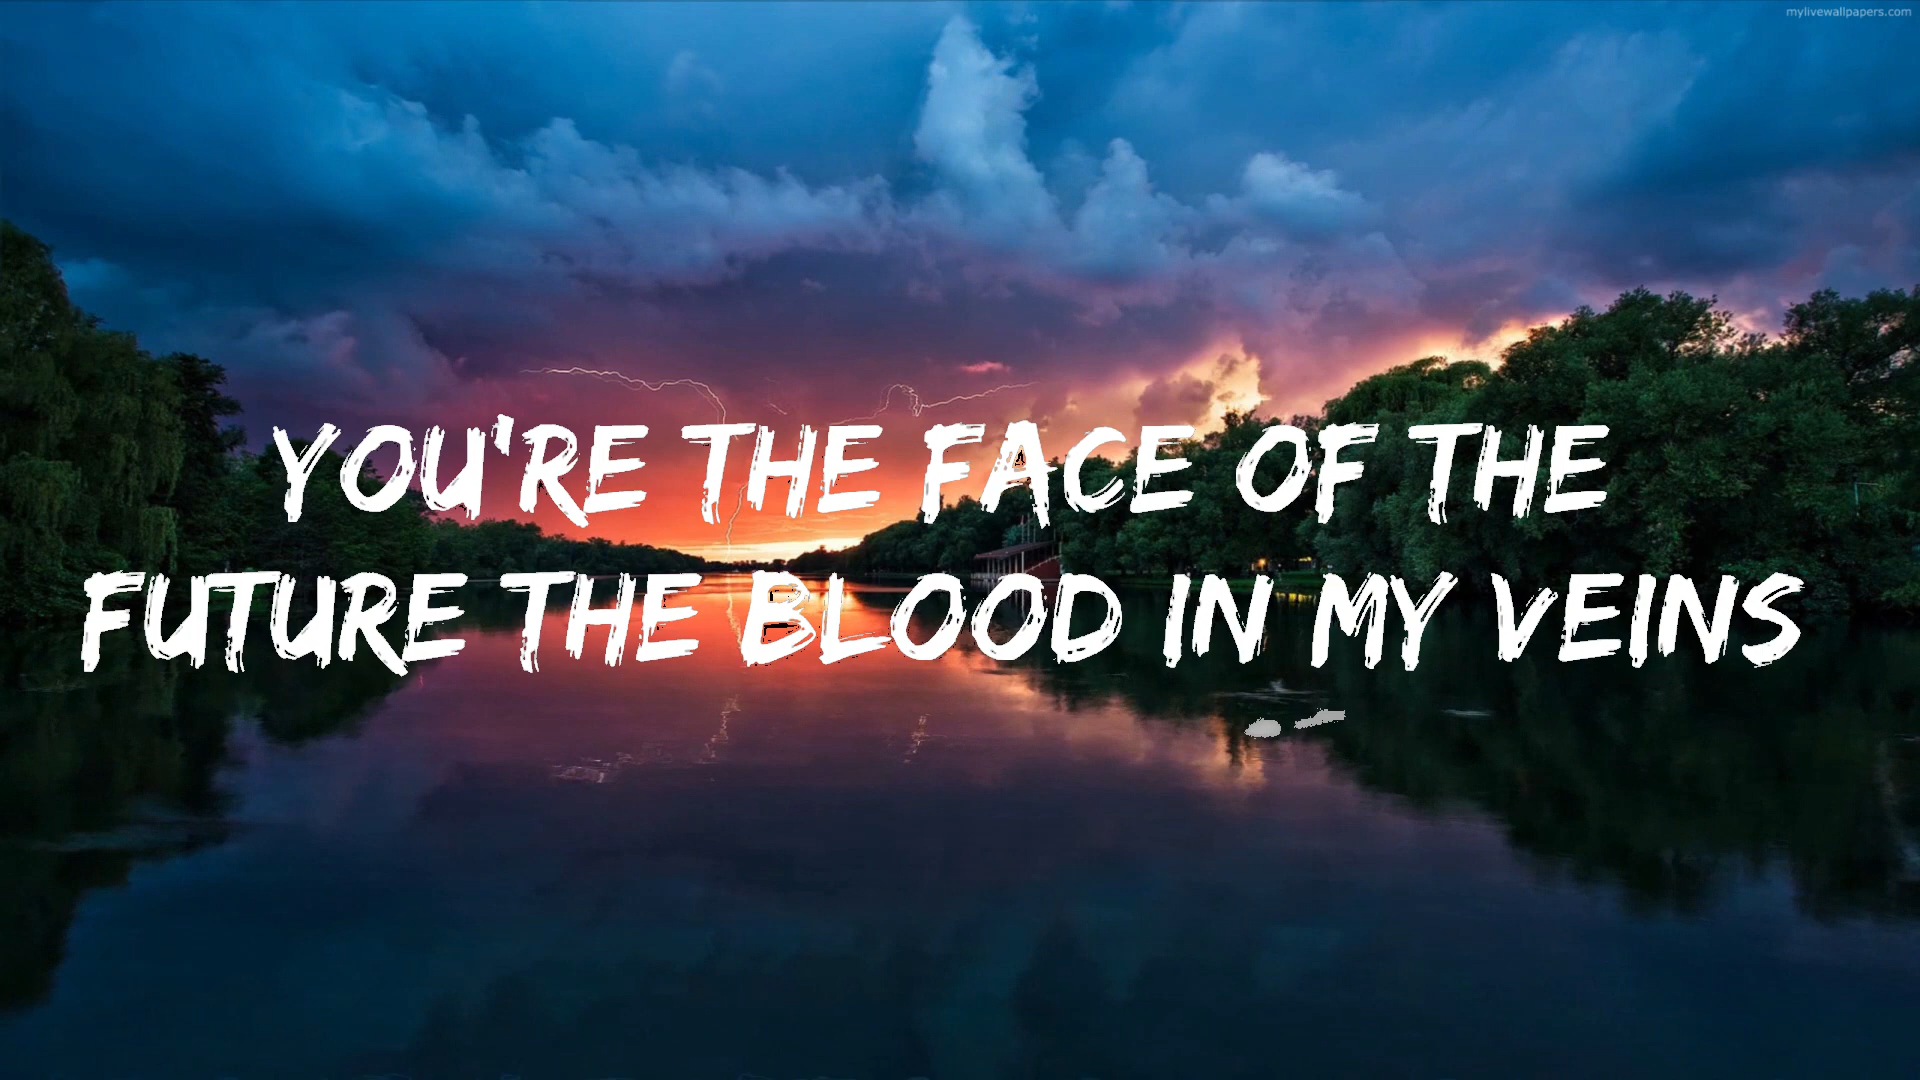 mylivewallpapers.com
YOU'RE THE FACE OF THE
FUTURE THE BLOOD IN MY VEINS